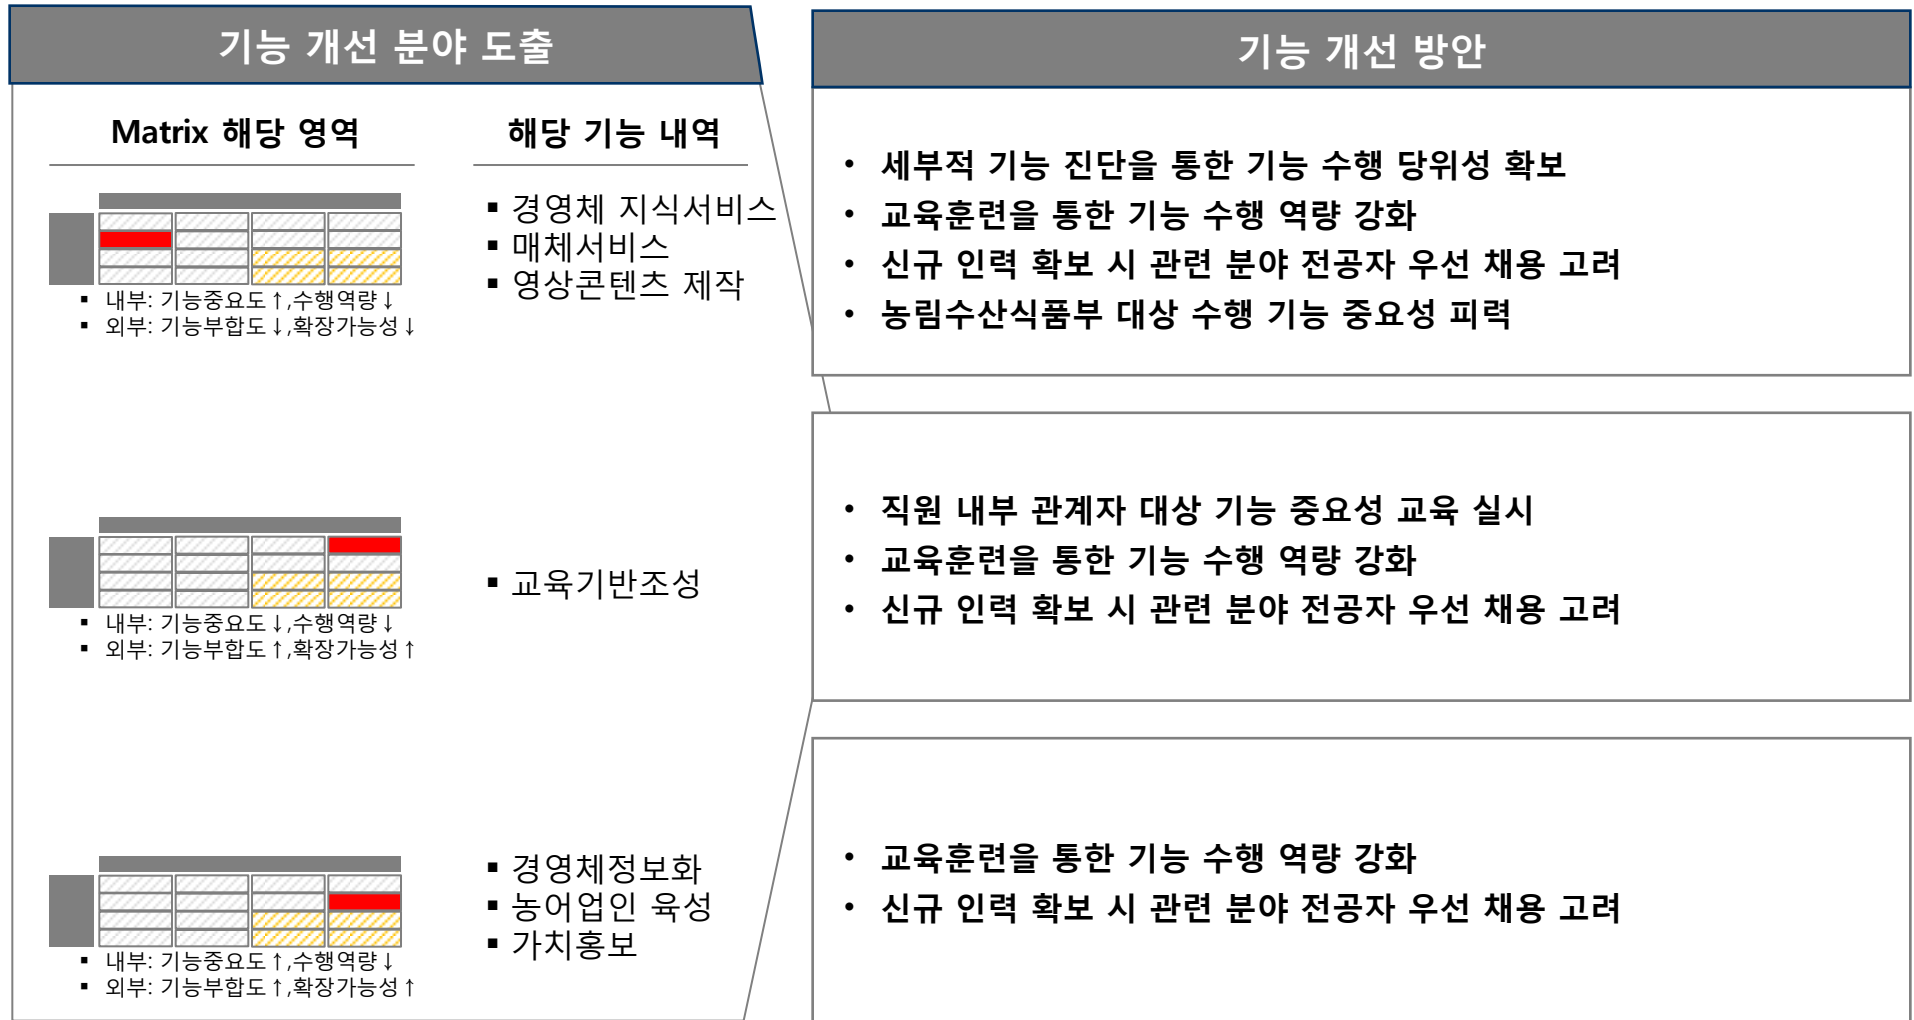 기능 개선 분야 도출
기능 개선 방안
Matrix 해당 영역
해당 기능 내역
▪ 내부: 기능중요도↑,수행역량↓
▪ 외부: 기능부합도↓,확장가능성↓
▪ 경영체 지식서비스
▪ 매체서비스
▪ 영상콘텐츠 제작
• 세부적 기능 진단을 통한 기능 수행 당위성 확보
• 교육훈련을 통한 기능 수행 역량 강화
• 신규 인력 확보 시 관련 분야 전공자 우선 채용 고려
• 농림수산식품부 대상 수행 기능 중요성 피력
▪ 내부: 기능중요도↓,수행역량↓
▪ 외부: 기능부합도↑,확장가능성↑
▪ 교육기반조성
• 직원 내부 관계자 대상 기능 중요성 교육 실시
• 교육훈련을 통한 기능 수행 역량 강화
• 신규 인력 확보 시 관련 분야 전공자 우선 채용 고려
▪ 내부: 기능중요도↑,수행역량↓
▪ 외부: 기능부합도↑,확장가능성↑
▪ 경영체정보화
▪ 농어업인 육성
▪ 가치홍보
• 교육훈련을 통한 기능 수행 역량 강화
• 신규 인력 확보 시 관련 분야 전공자 우선 채용 고려